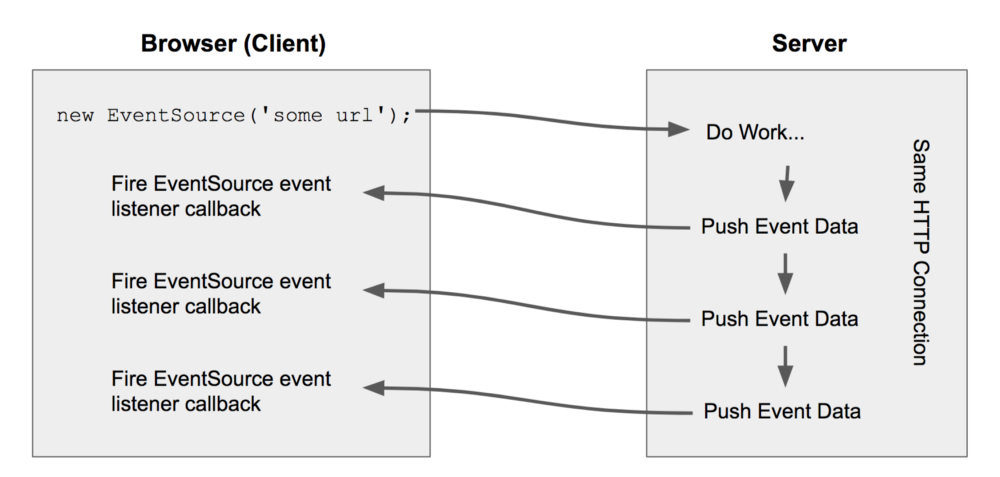 Browser (Client)
Server
new EventSource('some url');
Do Work...
Fire EventSource event
listener callback
Push Event Data
Fire EventSource event
listener callback
Push Event Data
Fire EventSource event
listener callback
Push Event Data
Same HTTP Connection